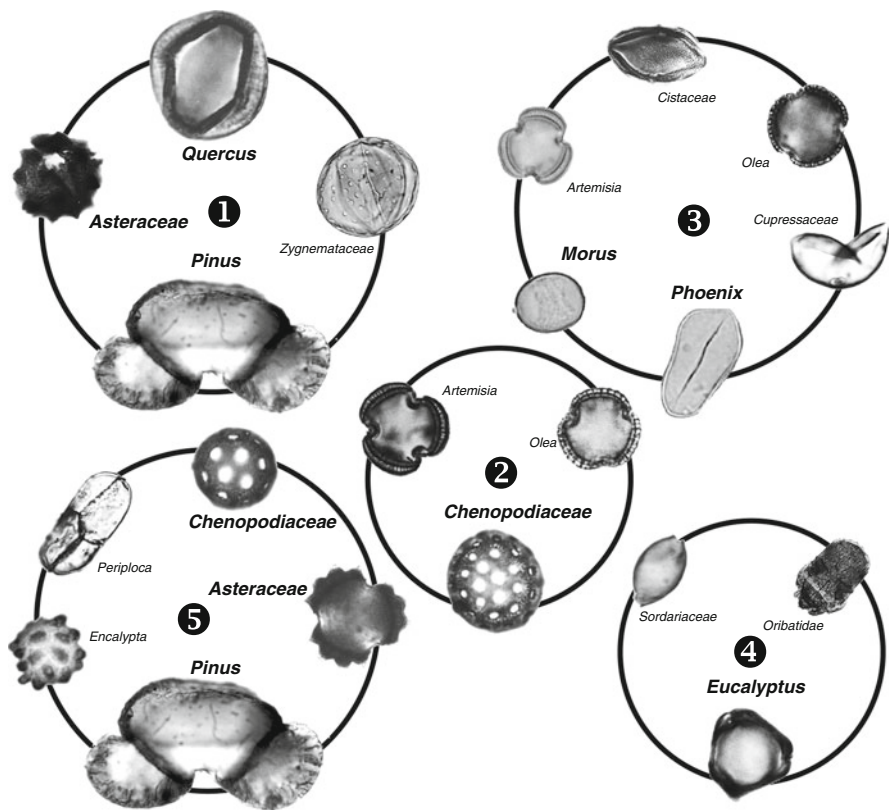 Quercus
Asteraceae
1
Zygnemataceae
Pinus
Cistaceae
Olea
Artemisia
3
Cupressaceae
Morus
Phoenix
Artemisia
Olea
2
Chenopodiaceae
Chenopodiaceae
Periploca
Asteraceae
5
Encalypta
Pinus
Sordariaceae
Oribatidae
4
Eucalyptus